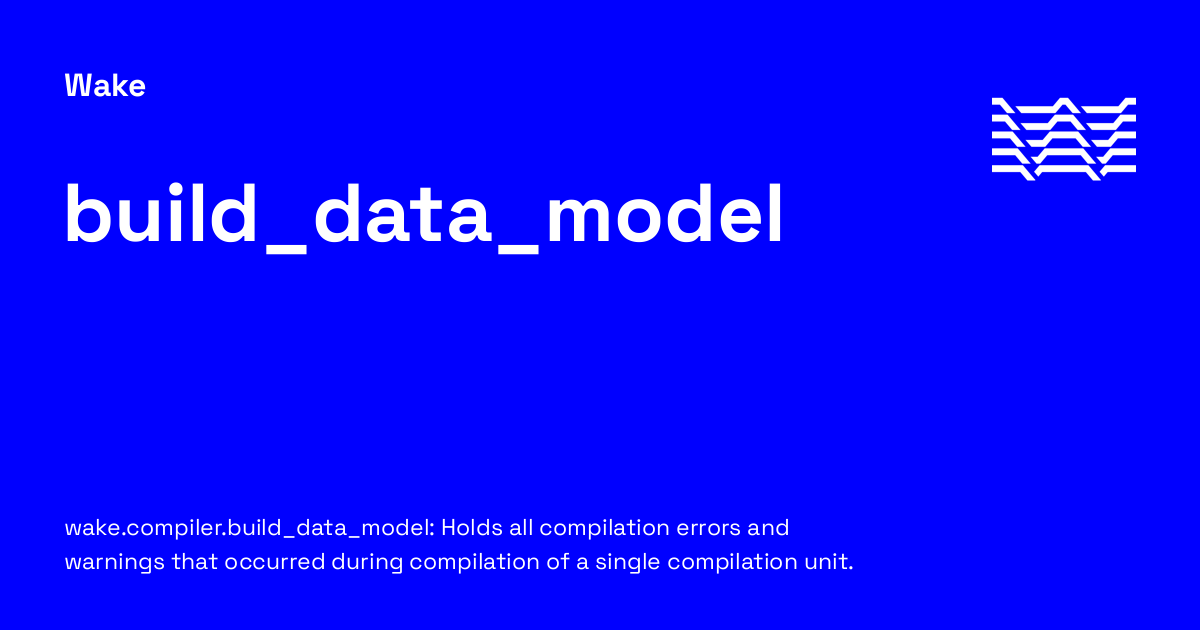 Wake
build_data_model
wake.compiler.build_data_model: Holds all compilation errors and
warnings that occurred during compilation of a single compilation unit.